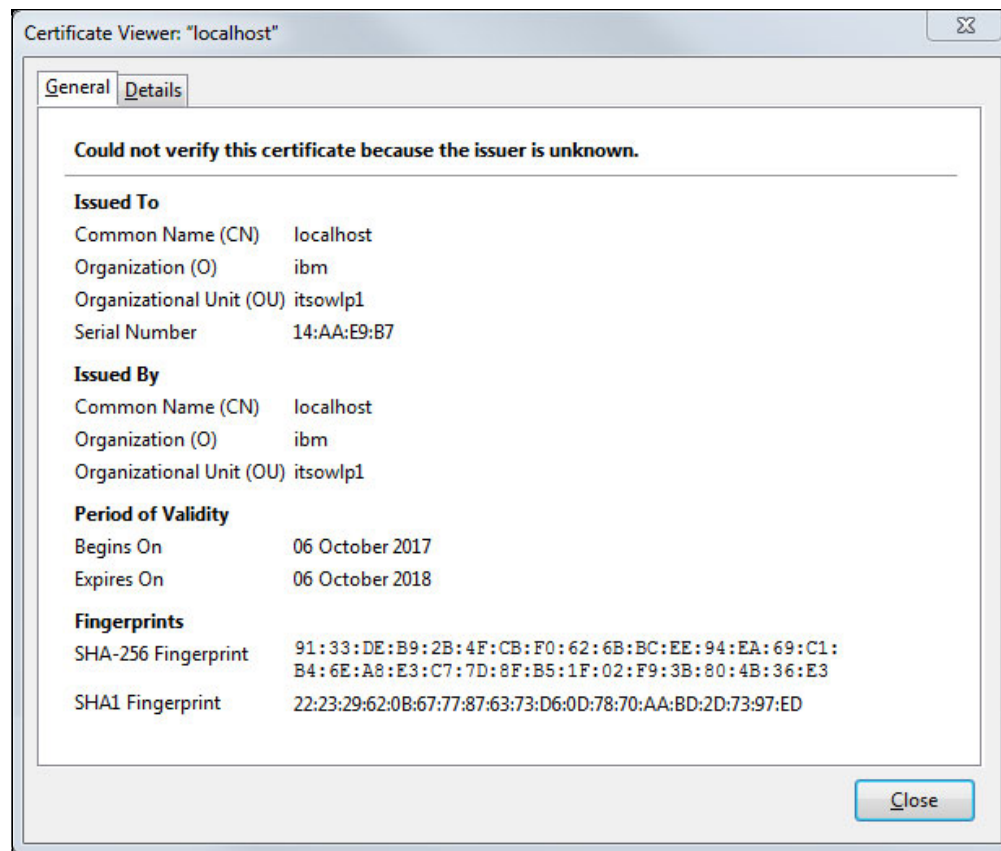 Certificate Viewer: "localhost"
General Details
Could not verify this certificate because the issuer is unknown.
Issued To
Common Name (CN) localhost
Organization (O) ibm
Organizational Unit (OU) itsowlp1
Serial Number 14:AA:E9:B7
Issued By
Common Name (CN) localhost
Organization (O) ibm
Organizational Unit (OU) itsowlp1
Period of Validity
Begins On 06 October 2017
Expires On 06 October 2018
Fingerprints
SHA-256 Fingerprint 91:33:DE:B9:2B:4F:CB:F0:62:6B:BC:EE:94:EA:69:C1:
B4:6E:A8:E3:C7:7D:8F:B5:1F:02:F9:3B:80:4B:36:E3
SHA1 Fingerprint 22:23:29:62:0B:67:77:87:63:73:D6:0D:78:70:AA:BD:2D:73:97:ED
Close